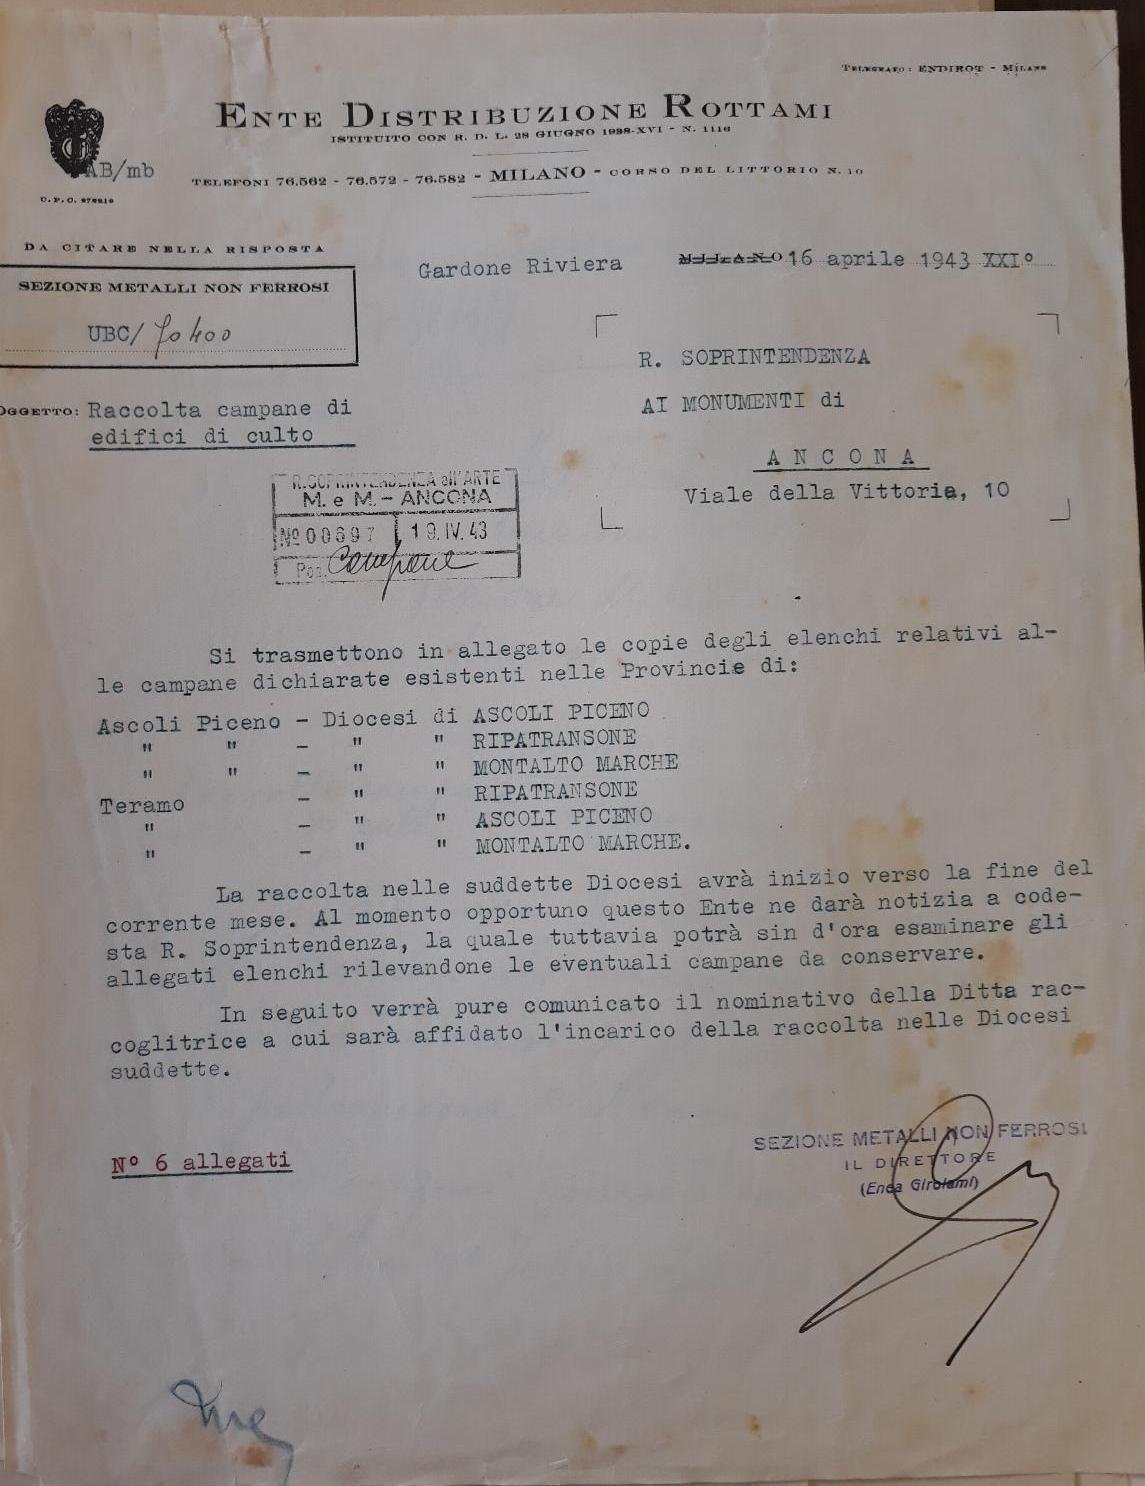 TELEGRAFO: ENDIROT - MILANO
ENTE DISTRIBUZIONE ROTTAMI
ISTITUITO CON R. D. L. 28 GIUGNO 1938-XVI - N. 1116
AB/mb
TELEFONI 76.562 - 76.572 - 76.582 - MILANO - CORSO DEL LITTORIO N. 10
C. P. C.
DA CITARE NELLA RISPOSTA
SEZIONE METALLI NON FERROSI
UBC/ 70400
Gardone Riviera MILANO 16 aprile 1943 XXI°
R. SOPRINTENDENZA
AI MONUMENTI di
ANCONA
Viale della Vittoria, 10
OGGETTO: Raccolta campane di
edifici di culto
R. SOPRINTENDENZA all'ARTE
M. e M. - ANCONA
N° 00697 19.IV.43
Pos. Campane
Si trasmettono in allegato le copie degli elenchi relativi al-
le campane dichiarate esistenti nelle Provincie di:
Ascoli Piceno - Diocesi di ASCOLI PICENO
" " - " " RIPATRANSONE
" " - " " MONTALTO MARCHE
Teramo - " " RIPATRANSONE
" - " " ASCOLI PICENO
" - " " MONTALTO MARCHE.
La raccolta nelle suddette Diocesi avrà inizio verso la fine del
corrente mese. Al momento opportuno questo Ente ne darà notizia a code-
sta R. Soprintendenza, la quale tuttavia potrà sin d'ora esaminare gli
allegati elenchi rilevandone le eventuali campane da conservare.
In seguito verrà pure comunicato il nominativo della Ditta rac-
coglitrice a cui sarà affidato l'incarico della raccolta nelle Diocesi
suddette.
N° 6 allegati
SEZIONE METALLI NON FERROSI
IL DIRETTORE
(Enea Girolami)